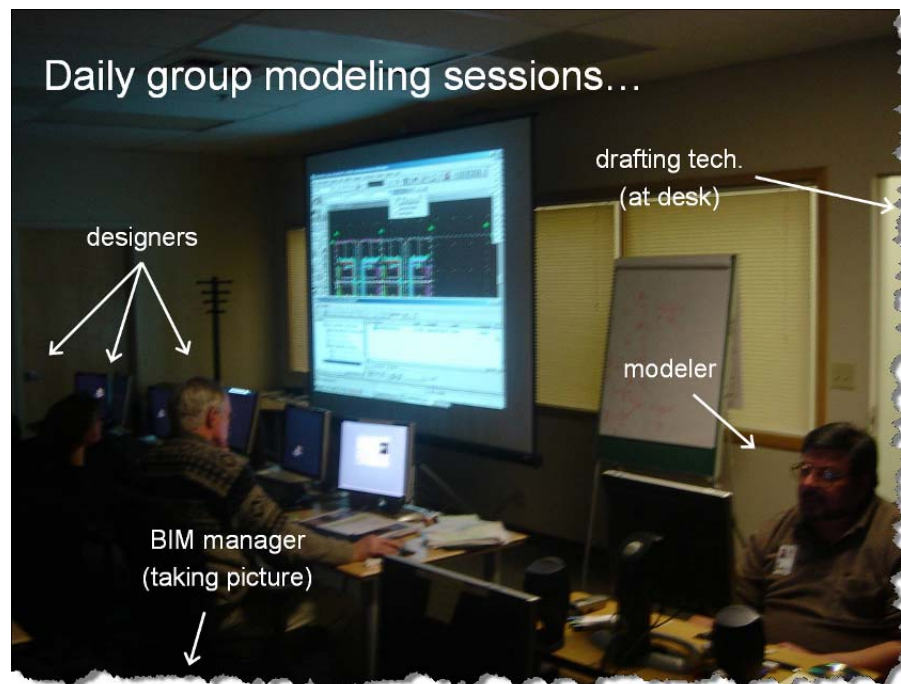 Daily group modeling sessions...
drafting tech.
(at desk)
designers
modeler
BIM manager
(taking picture)